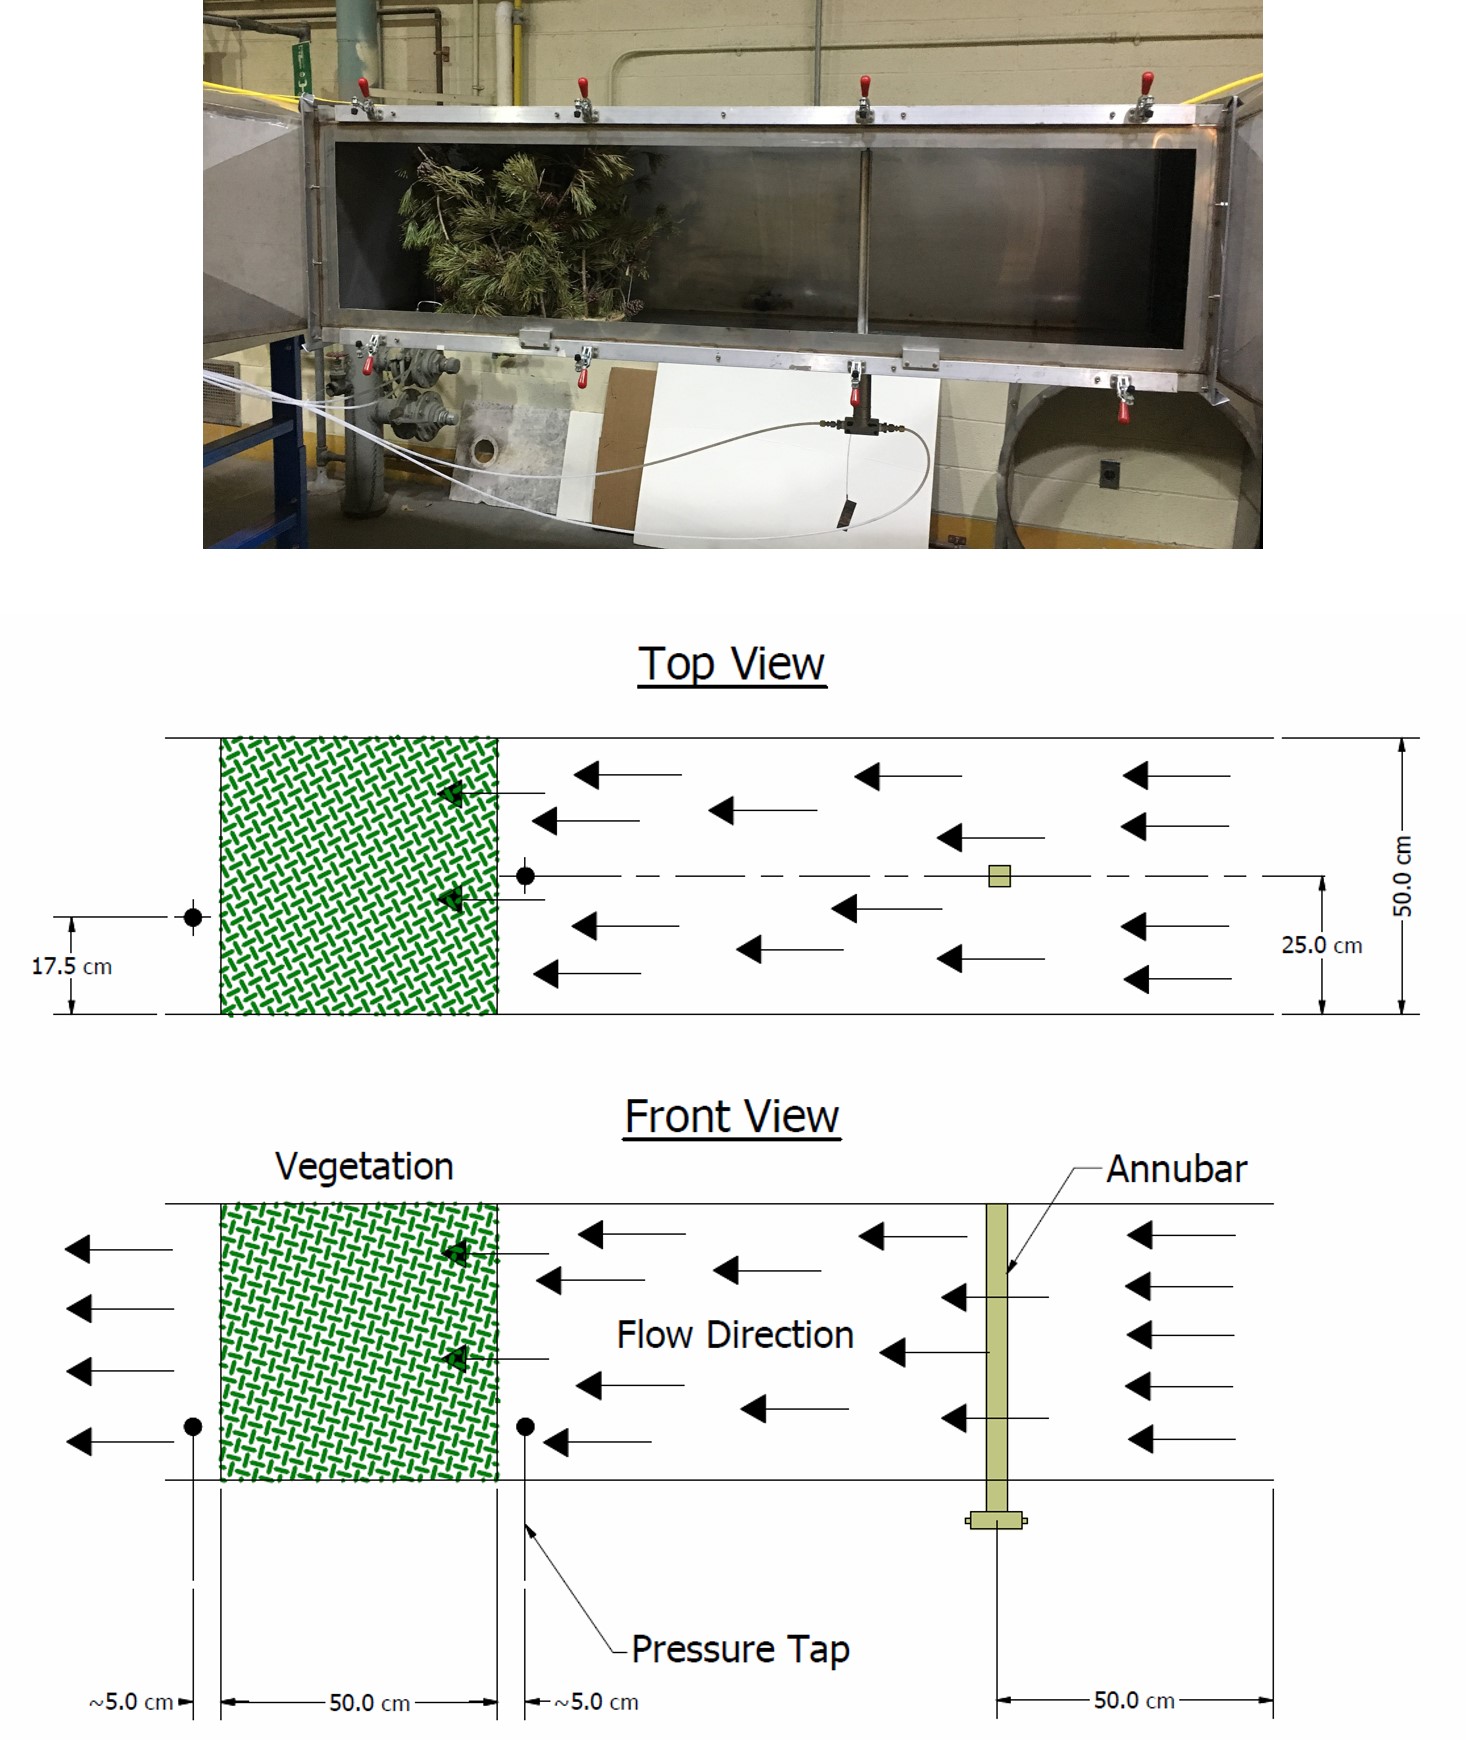 Top View
50.0 cm
25.0 cm
17.5 cm
Front View
Vegetation
Annubar
Flow Direction
Pressure Tap
~5.0 cm
50.0 cm
~5.0 cm
50.0 cm